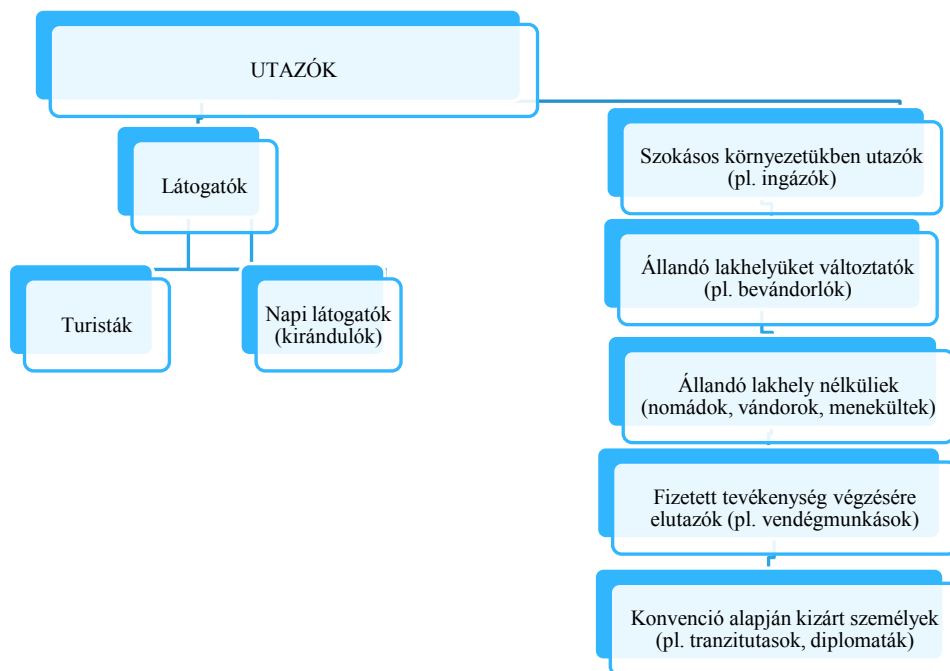 UTAZÓK
Látogatók
Turisták
Napi látogatók
(kirándulók)
Szokásos környezetükben utazók
(pl. ingázók)
Állandó lakhelyüket változtatók
(pl. bevándorlók)
Állandó lakhely nélküliek
(nomádok, vándorok, menekültek)
Fizetett tevékenység végzésére
elutazók (pl. vendégmunkások)
Konvenció alapján kizárt személyek
(pl. tranzitutasok, diplomaták)